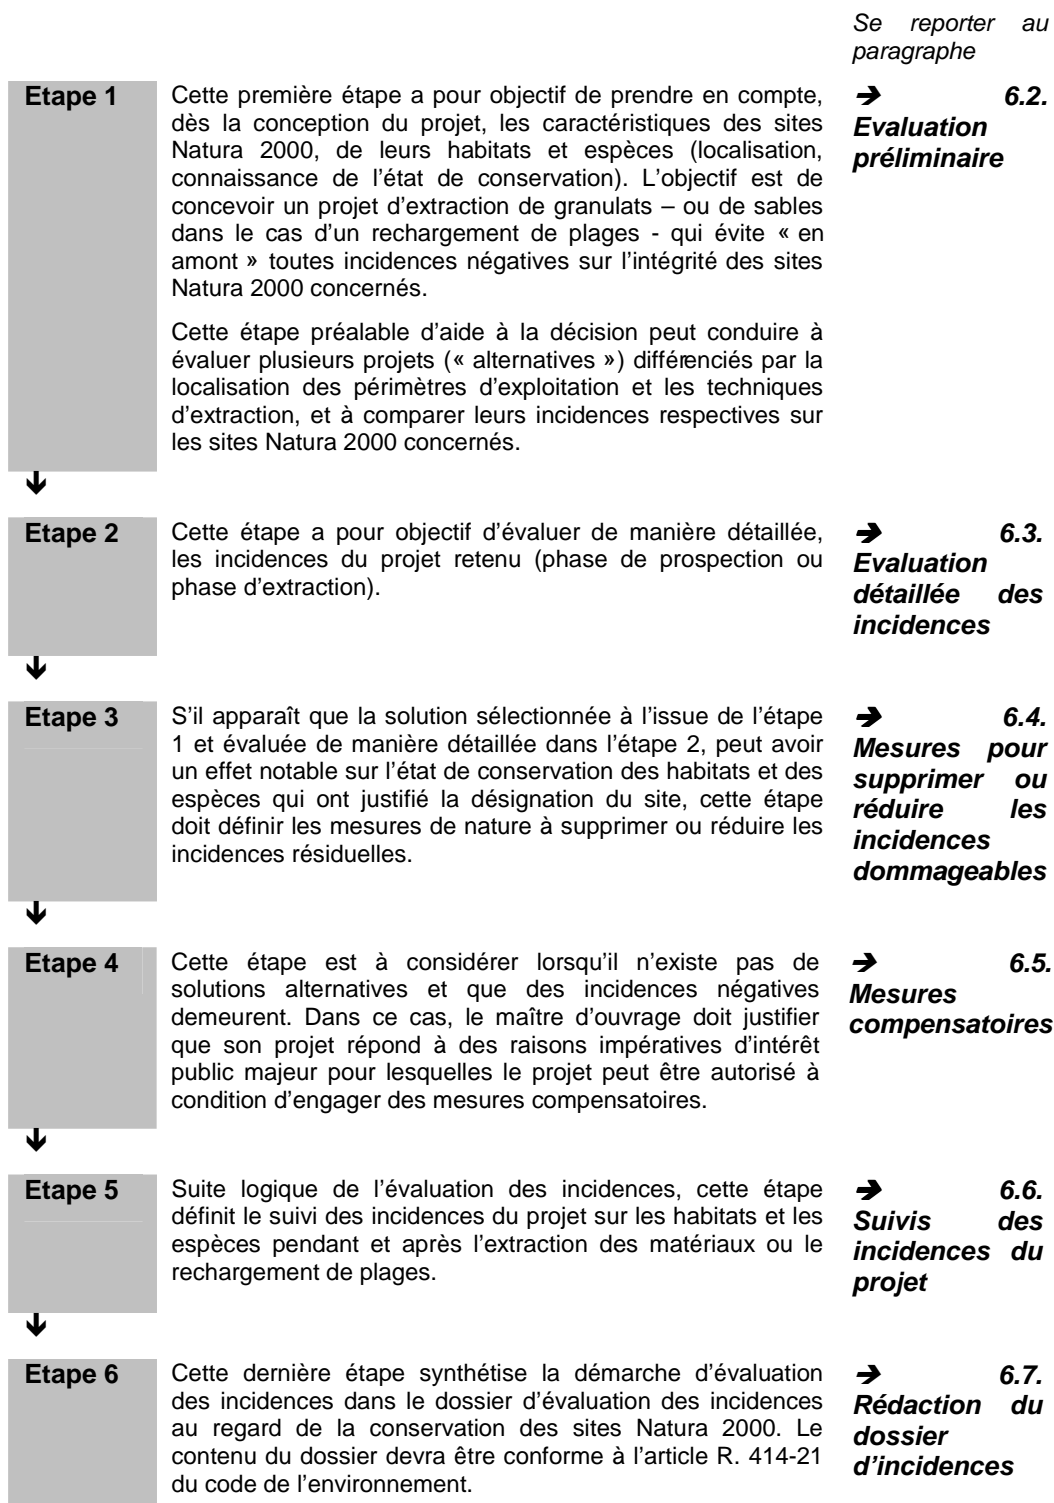 Se reporter au
paragraphe
Etape 1
Cette première étape a pour objectif de prendre en compte,
dès la conception du projet, les caractéristiques des sites
Natura 2000, de leurs habitats et espèces (localisation,
connaissance de l’état de conservation). L’objectif est de
concevoir un projet d’extraction de granulats – ou de sables
dans le cas d’un rechargement de plages - qui évite « en
amont » toutes incidences négatives sur l’intégrité des sites
Natura 2000 concernés.
Cette étape préalable d’aide à la décision peut conduire à
évaluer plusieurs projets (« alternatives ») différenciés par la
localisation des périmètres d’exploitation et les techniques
d’extraction, et à comparer leurs incidences respectives sur
les sites Natura 2000 concernés.
➔ 6.2.
Evaluation
préliminaire
Etape 2
Cette étape a pour objectif d’évaluer de manière détaillée,
les incidences du projet retenu (phase de prospection ou
phase d’extraction).
➔ 6.3.
Evaluation
détaillée des
incidences
Etape 3
S’il apparaît que la solution sélectionnée à l’issue de l’étape
1 et évaluée de manière détaillée dans l’étape 2, peut avoir
un effet notable sur l’état de conservation des habitats et des
espèces qui ont justifié la désignation du site, cette étape
doit définir les mesures de nature à supprimer ou réduire les
incidences résiduelles.
➔ 6.4.
Mesures pour
supprimer ou
réduire les
incidences
dommageables
Etape 4
Cette étape est à considérer lorsqu’il n’existe pas de
solutions alternatives et que des incidences négatives
demeurent. Dans ce cas, le maître d’ouvrage doit justifier
que son projet répond à des raisons impératives d’intérêt
public majeur pour lesquelles le projet peut être autorisé à
condition d’engager des mesures compensatoires.
➔ 6.5.
Mesures
compensatoires
Etape 5
Suite logique de l’évaluation des incidences, cette étape
définit le suivi des incidences du projet sur les habitats et les
espèces pendant et après l’extraction des matériaux ou le
rechargement de plages.
➔ 6.6.
Suivis des
incidences du
projet
Etape 6
Cette dernière étape synthétise la démarche d’évaluation
des incidences dans le dossier d’évaluation des incidences
au regard de la conservation des sites Natura 2000. Le
contenu du dossier devra être conforme à l’article R. 414-21
du code de l’environnement.
➔ 6.7.
Rédaction du
dossier
d’incidences